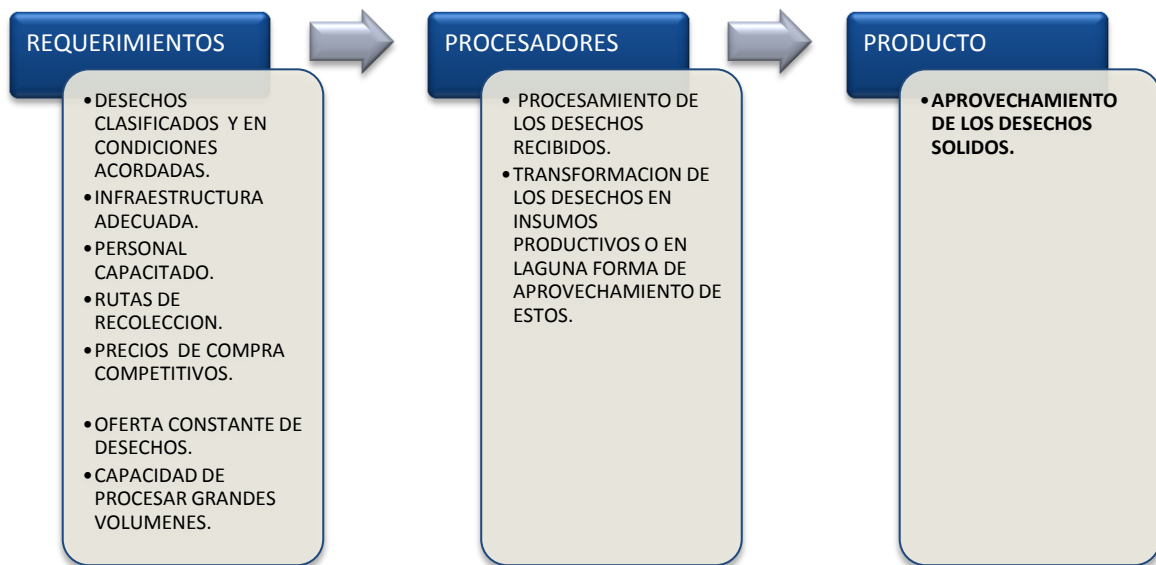 REQUERIMIENTOS
•DESECHOS
CLASIFICADOS Y EN
CONDICIONES
ACORDADAS.
•INFRAESTRUCTURA
ADECUADA.
•PERSONAL
CAPACITADO.
•RUTAS DE
RECOLECCION.
•PRECIOS DE COMPRA
COMPETITIVOS.
•OFERTA CONSTANTE DE
DESECHOS.
•CAPACIDAD DE
PROCESAR GRANDES
VOLUMENES.
PROCESADORES
• PROCESAMIENTO DE
LOS DESECHOS
RECIBIDOS.
•TRANSFORMACION DE
LOS DESECHOS EN
INSUMOS
PRODUCTIVOS O EN
LAGUNA FORMA DE
APROVECHAMIENTO DE
ESTOS.
PRODUCTO
•APROVECHAMIENTO
DE LOS DESECHOS
SOLIDOS.